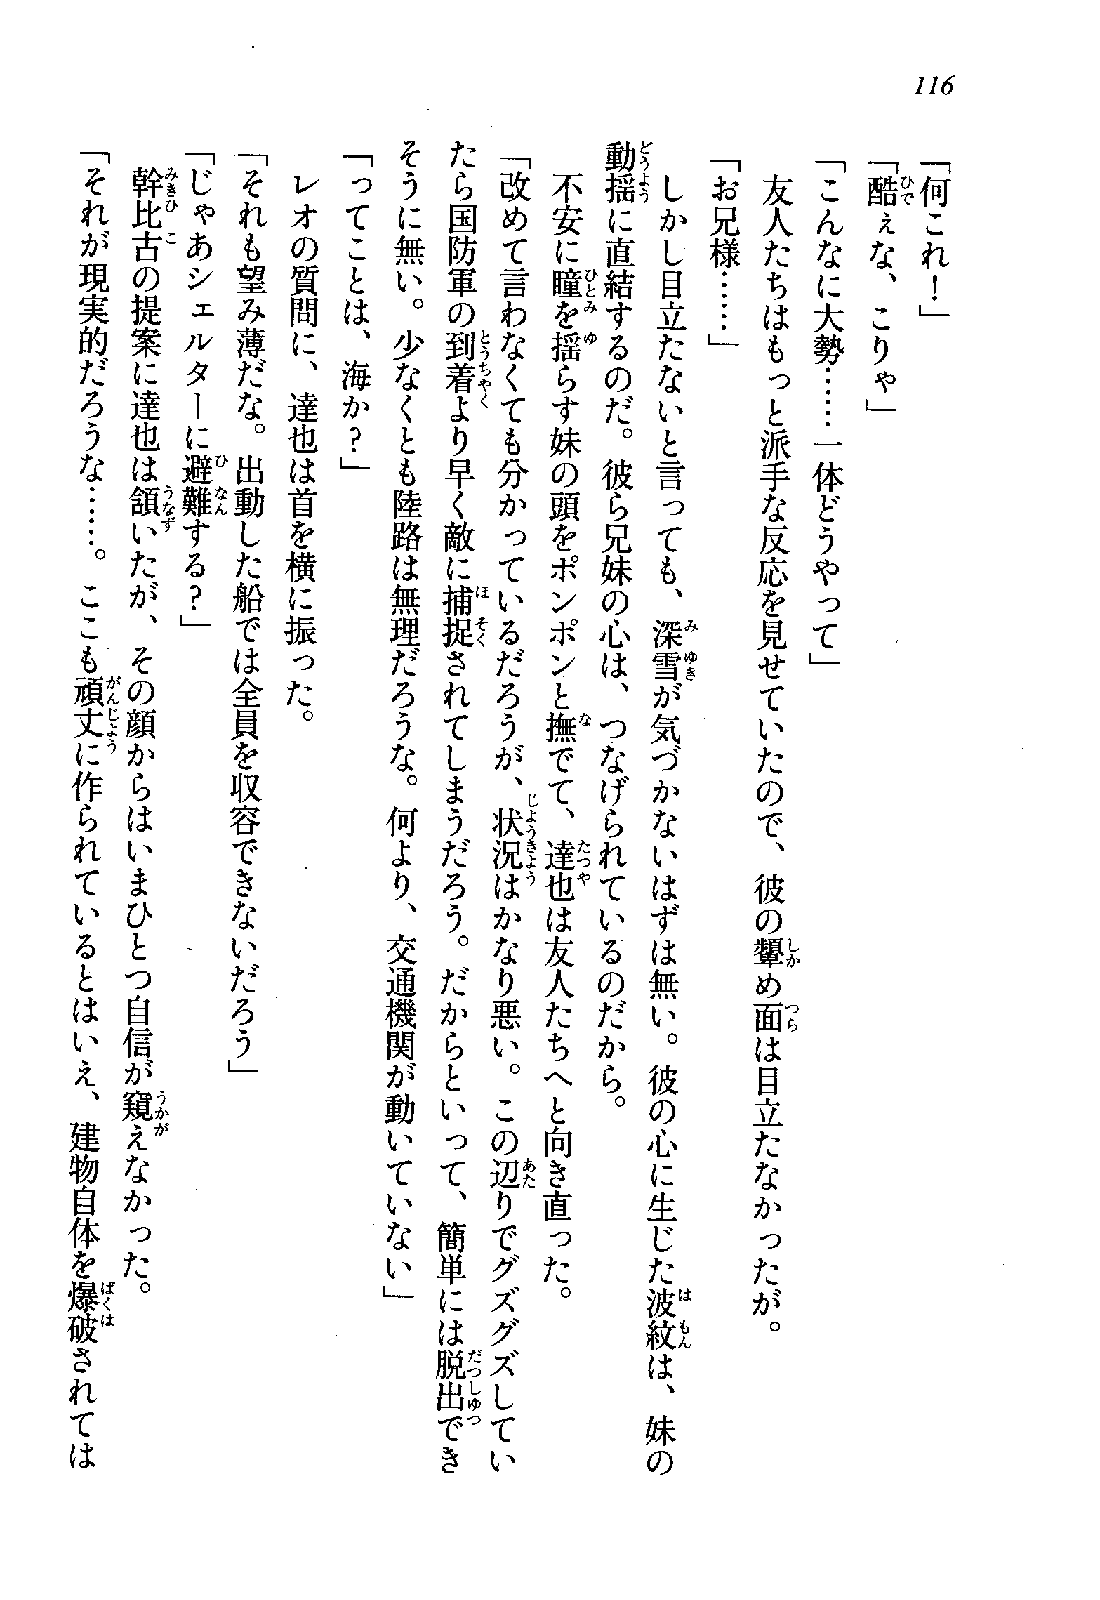 116
「何これ！」
「酷ぇな、こりゃ」
「こんなに大勢……一体どうやって」
　友人たちはもっと派手な反応を見せていたので、彼の顰め面は目立たなかったが。
「お兄様……」
　しかし目立たないと言っても、深雪が気づかないはずは無い。彼の心に生じた波紋は、妹の
動揺に直結するのだ。彼ら兄妹の心は、つなげられているのだから。
　不安に瞳を揺らす妹の頭をポンポンと撫でて、達也は友人たちへと向き直った。
「改めて言わなくても分かっているだろうが、状況はかなり悪い。この辺りでグズグズしてい
たら国防軍の到着より早く敵に捕捉されてしまうだろう。だからといって、簡単には脱出でき
そうに無い。少なくとも陸路は無理だろうな。何より、交通機関が動いていない」
「ってことは、海か？」
　レオの質問に、達也は首を横に振った。
「それも望み薄だな。出動した船では全員を収容できないだろう」
「じゃあシェルターに避難する？」
　幹比古の提案に達也は頷いたが、その顔からはいまひとつ自信が窺えなかった。
「それが現実的だろうな……。ここも頑丈に作られているとはいえ、建物自体を爆破されては